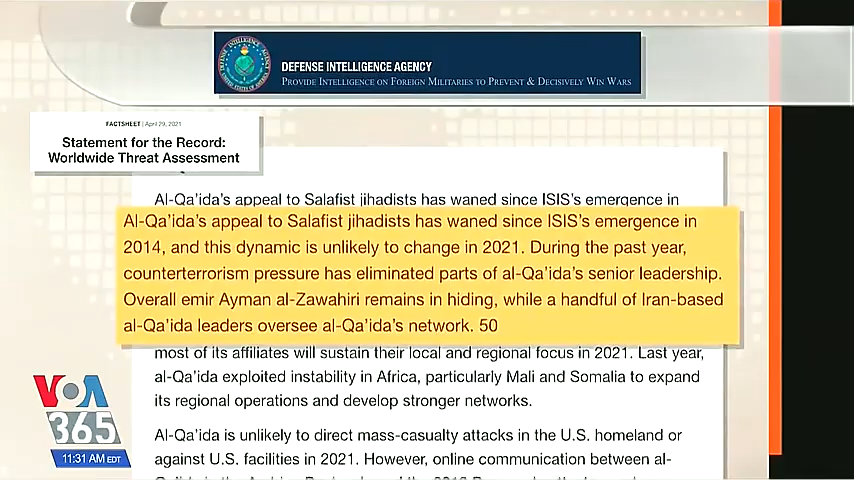 DEFENSE INTELLIGENCE AGENCY
PROVIDE INTELLIGENCE ON FOREIGN MILITARIES TO PREVENT & DECISIVELY WIN WARS
FACTSHEET | April 29, 2021
Statement for the Record:
Worldwide Threat Assessment
Al-Qa’ida’s appeal to Salafist jihadists has waned since ISIS’s emergence in
Al-Qa’ida’s appeal to Salafist jihadists has waned since ISIS’s emergence in
2014, and this dynamic is unlikely to change in 2021. During the past year,
counterterrorism pressure has eliminated parts of al-Qa’ida’s senior leadership.
Overall emir Ayman al-Zawahiri remains in hiding, while a handful of Iran-based
al-Qa’ida leaders oversee al-Qa’ida’s network. 50
most of its affiliates will sustain their local and regional focus in 2021. Last year,
al-Qa’ida exploited instability in Africa, particularly Mali and Somalia to expand
its regional operations and develop stronger networks.
Al-Qa’ida is unlikely to direct mass-casualty attacks in the U.S. homeland or
against U.S. facilities in 2021. However, online communication between al-
VOA
365
11:31 AM EDT